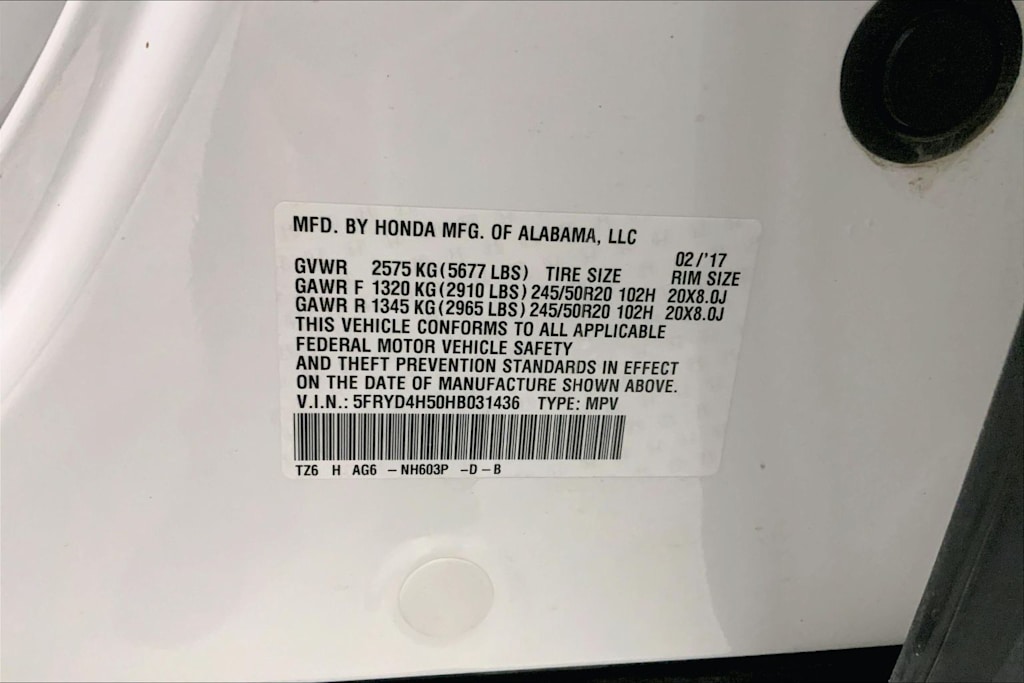 MFD. BY HONDA MFG. OF ALABAMA, LLC
02/'17
GVWR 2575 KG (5677 LBS) TIRE SIZE RIM SIZE
GAWR F 1320 KG (2910 LBS) 245/50R20 102H 20X8.0J
GAWR R 1345 KG (2965 LBS) 245/50R20 102H 20X8.0J
THIS VEHICLE CONFORMS TO ALL APPLICABLE
FEDERAL MOTOR VEHICLE SAFETY
AND THEFT PREVENTION STANDARDS IN EFFECT
ON THE DATE OF MANUFACTURE SHOWN ABOVE.
V.I.N.: 5FRYD4H50HB031436 TYPE: MPV
TZ6 H AG6 – NH603P –D – B